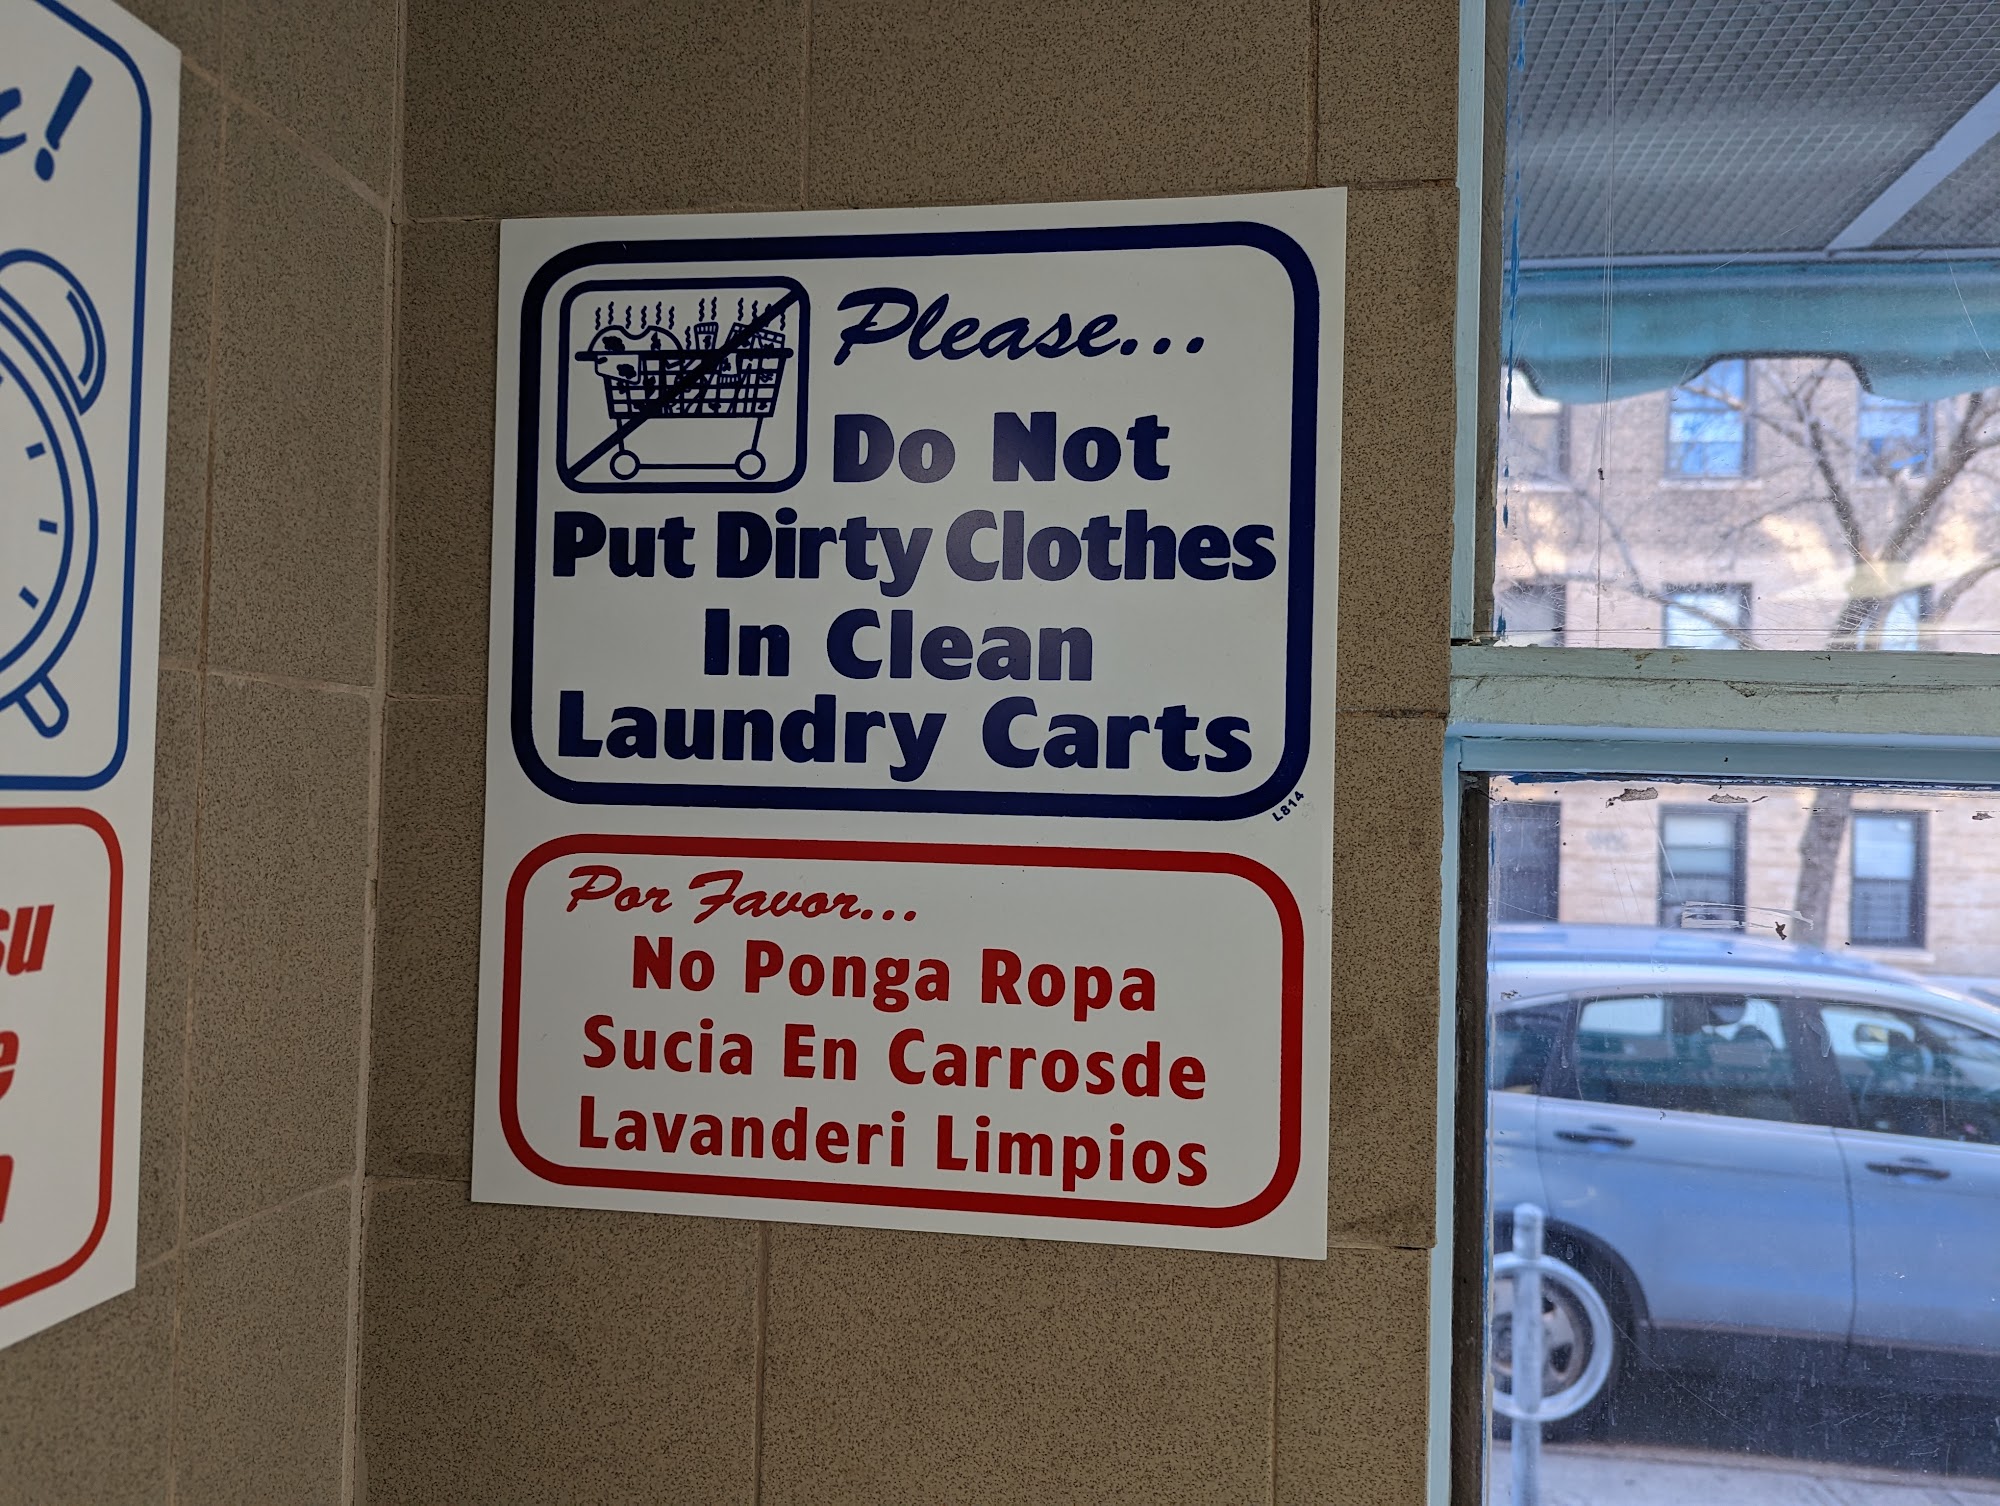 Please...
Do Not
Put Dirty Clothes
In Clean
Laundry Carts
L814
Por Favor...
No Ponga Ropa
Sucia En Carrosde
Lavanderi Limpios
su